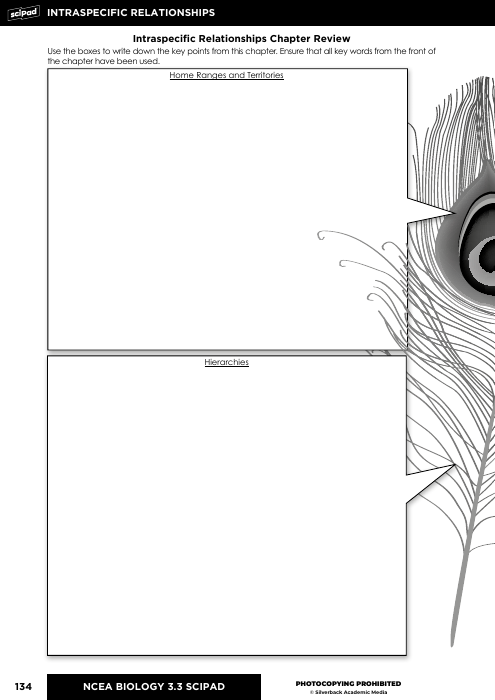 scipad INTRASPECIFIC RELATIONSHIPS
Intraspecific Relationships Chapter Review
Use the boxes to write down the key points from this chapter. Ensure that all key words from the front of
the chapter have been used.
Home Ranges and Territories
Hierarchies
134 NCEA BIOLOGY 3.3 SCIPAD PHOTOCOPYING PROHIBITED
© Silverback Academic Media